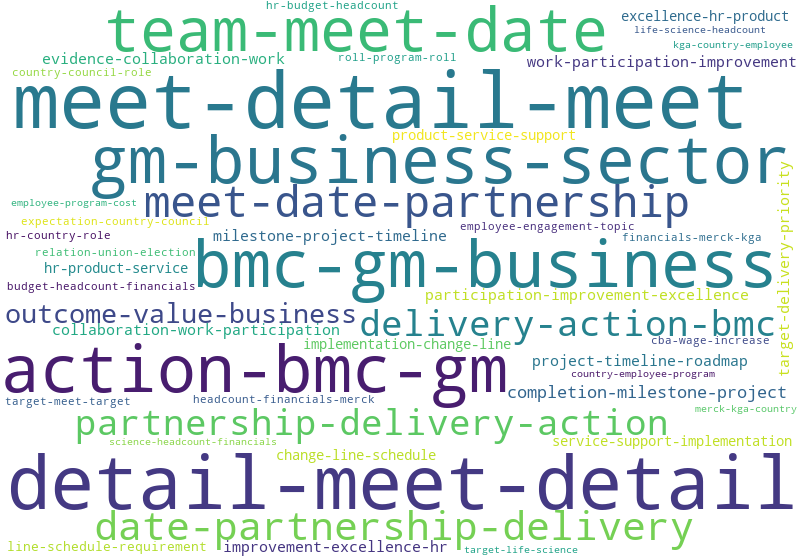 hr-budget-headcount
team-meet-date
excellence-hr-product
life-science-headcount
kga-country-employee
evidence-collaboration-work
roll-program-roll
work-participation-improvement
country-council-role
meet-detail-meet
product-service-support
gm-business-sector
target-delivery-priority
employee-program-cost
meet-date-partnership
expectation-country-council
employee-engagement-topic
hr-country-role
milestone-project-timeline
financials-merck-kga
relation-union-election
hr-product-service
bmc-gm-business
budget-headcount-financials
participation-improvement-excellence
outcome-value-business
delivery-action-bmc
collaboration-work-participation
implementation-change-line
cba-wage-increase
action-bmc-gm
project-timeline-roadmap
country-employee-program
target-meet-target
headcount-financials-merck
completion-milestone-project
merck-kga-country
partnership-delivery-action
science-headcount-financials
service-support-implementation
change-line-schedule
detail-meet-detail
date-partnership-delivery
line-schedule-requirement
improvement-excellence-hr
target-life-science